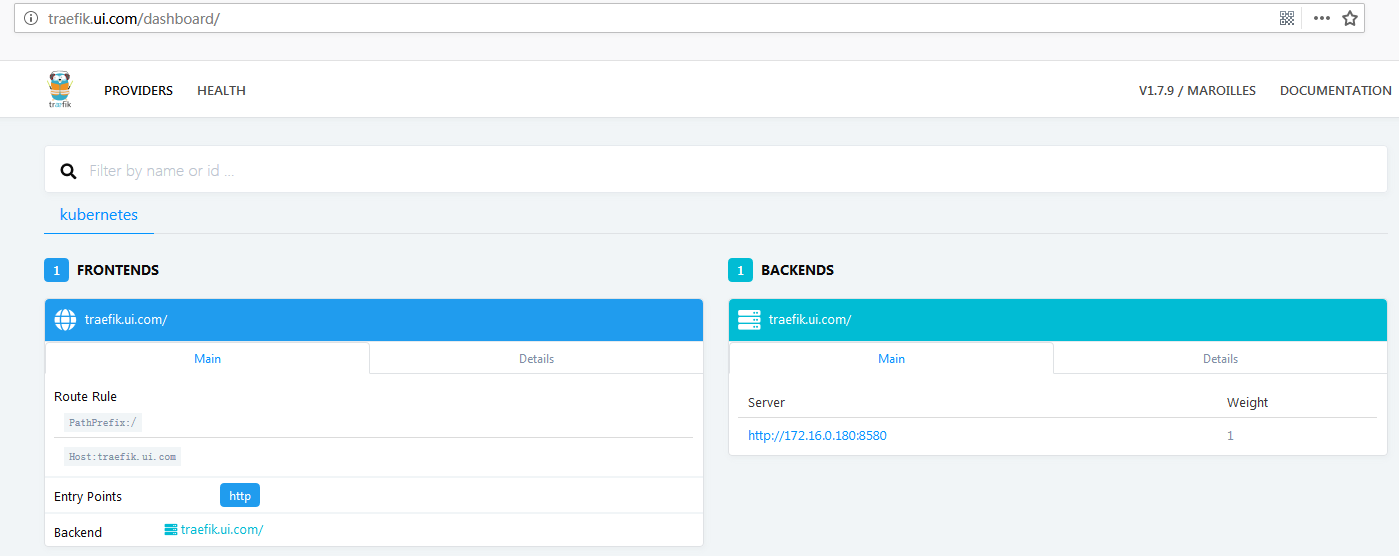 traefik.ui.com/dashboard/
træfik
PROVIDERS HEALTH V1.7.9 / MAROILLES DOCUMENTATION
Filter by name or id ...
kubernetes
1 FRONTENDS
traefik.ui.com/
Main Details
Route Rule
PathPrefix:/
Host:traefik.ui.com
Entry Points http
Backend traefik.ui.com/
1 BACKENDS
traefik.ui.com/
Main Details
Server Weight
http://172.16.0.180:8580 1